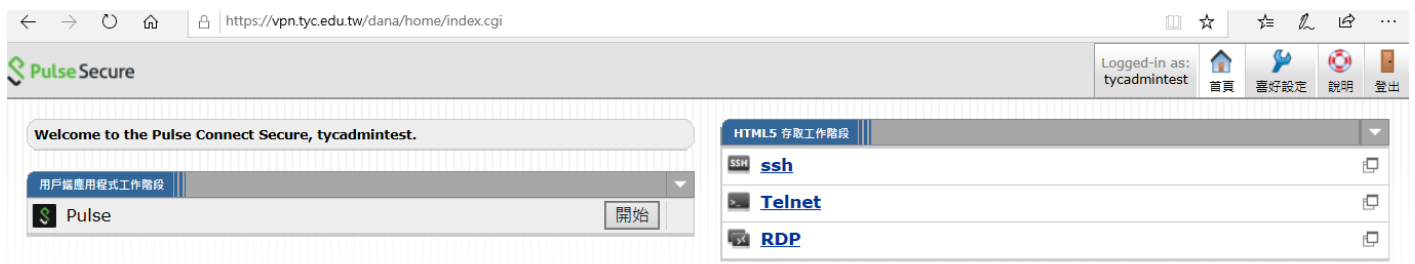 https://vpn.tyc.edu.tw/dana/home/index.cgi
Pulse Secure
Logged-in as:
tycadmintest
首頁
喜好設定
說明
登出
Welcome to the Pulse Connect Secure, tycadmintest.
用戶端應用程式工作階段
Pulse
開始
HTML5 存取工作階段
SSH ssh
Telnet
RDP